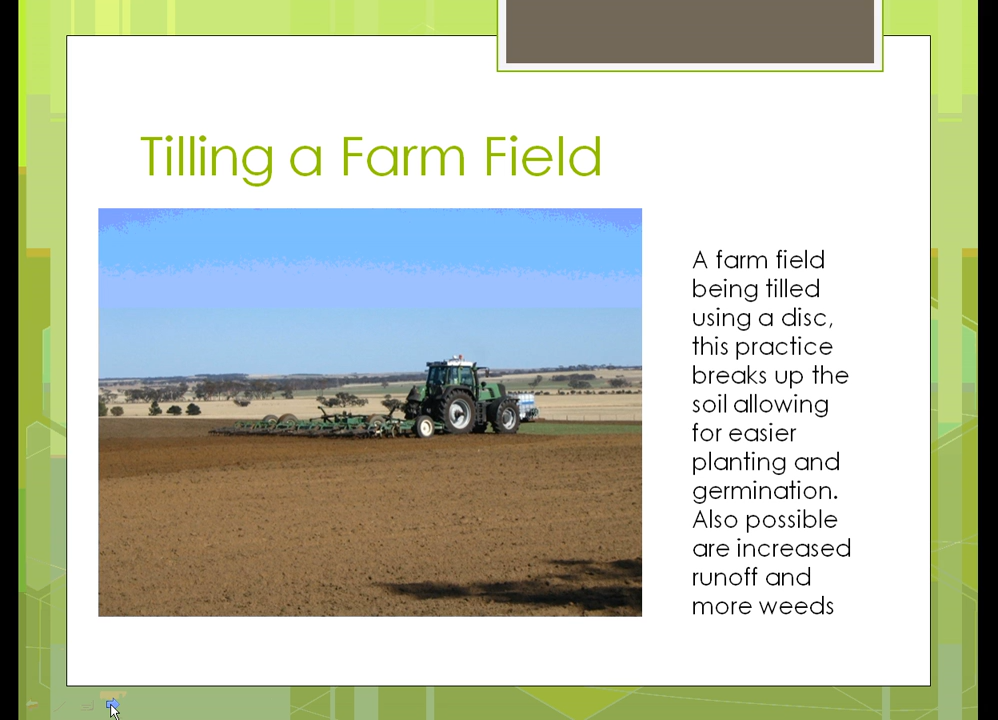 Tilling a Farm Field
A farm field
being tilled
using a disc,
this practice
breaks up the
soil allowing
for easier
planting and
germination.
Also possible
are increased
runoff and
more weeds